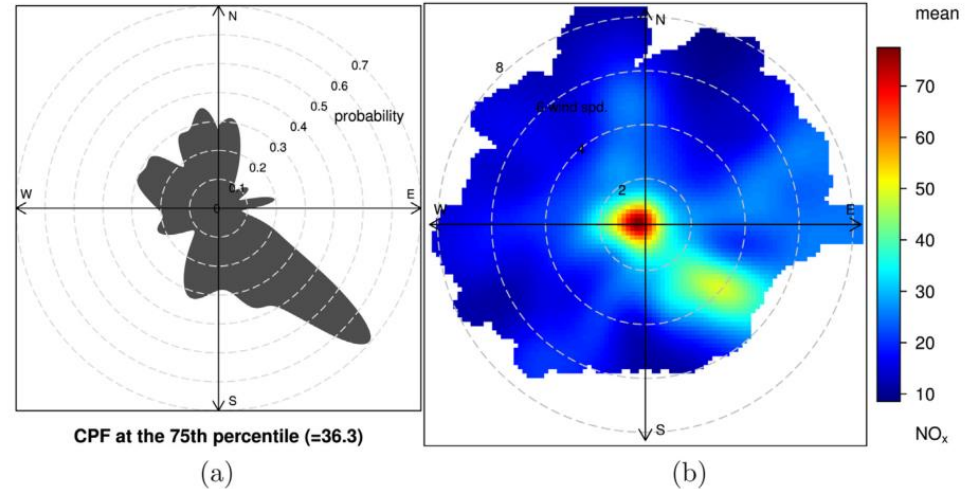 N
0.7
0.6
0.5
probability
0.4
0.3
0.2
0.1
0
W
E
S
CPF at the 75th percentile (=36.3)
(a)
N
8
6 wind spd.
4
2
W
E
S
(b)
mean
70
60
50
40
30
20
10
NOₓ